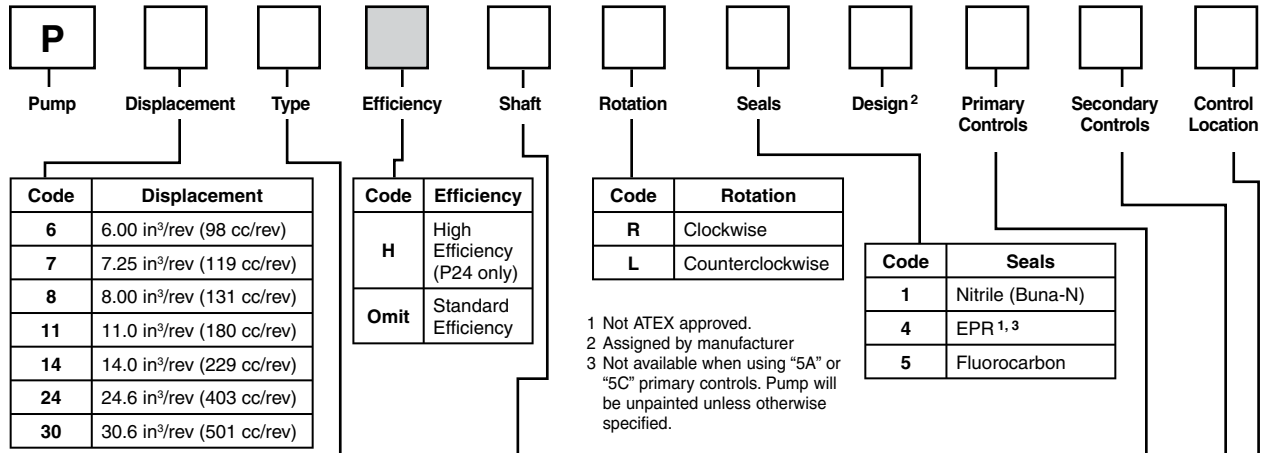 P
Pump Displacement Type Efficiency Shaft Rotation Seals Design 2 Primary Controls Secondary Controls Control Location
Code Displacement
6 6.00 in³/rev (98 cc/rev)
7 7.25 in³/rev (119 cc/rev)
8 8.00 in³/rev (131 cc/rev)
11 11.0 in³/rev (180 cc/rev)
14 14.0 in³/rev (229 cc/rev)
24 24.6 in³/rev (403 cc/rev)
30 30.6 in³/rev (501 cc/rev)
Code Efficiency
H High
Efficiency
(P24 only)
Omit Standard
Efficiency
Code Rotation
R Clockwise
L Counterclockwise
1 Not ATEX approved.
2 Assigned by manufacturer
3 Not available when using “5A” or
“5C” primary controls. Pump will
be unpainted unless otherwise
specified.
Code Seals
1 Nitrile (Buna-N)
4 EPR 1, 3
5 Fluorocarbon